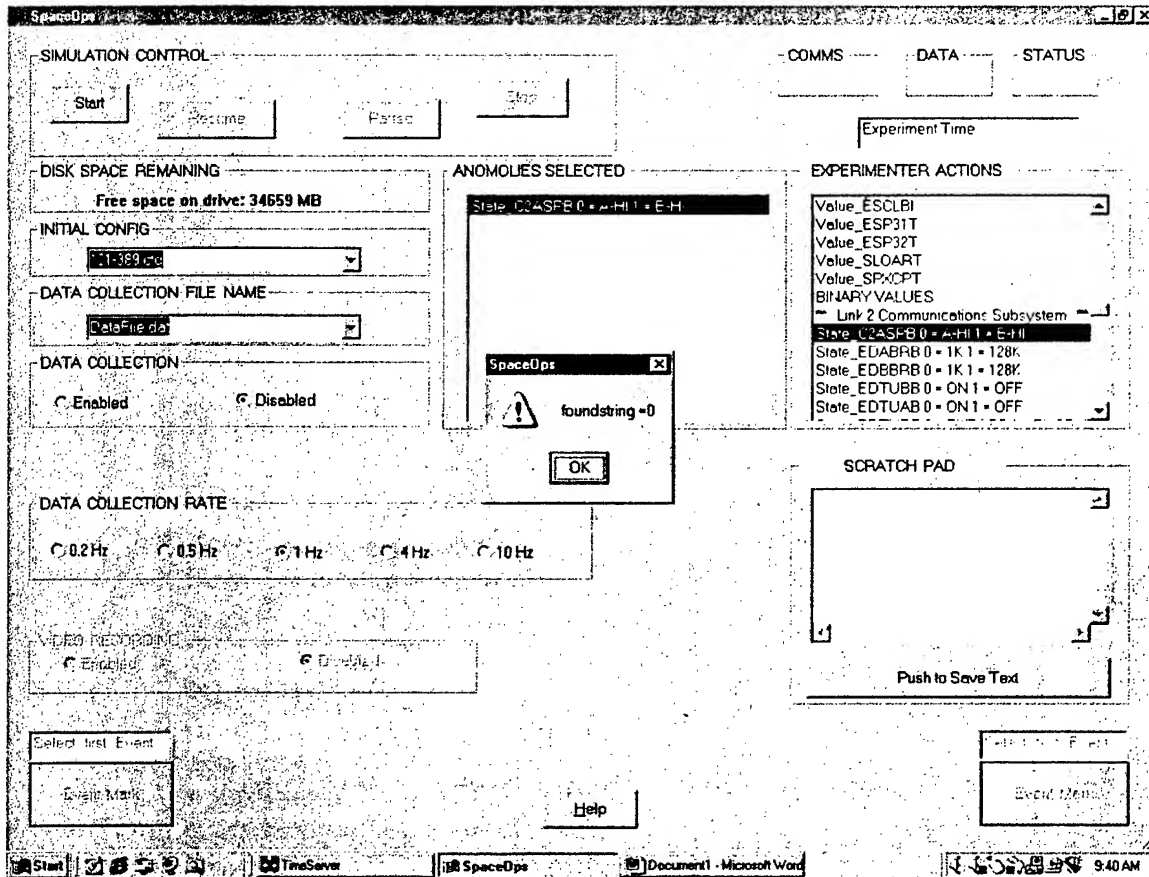 SpaceOps
SIMULATION CONTROL
Start
Resume
Pause
Stop
COMMS
DATA
STATUS
Experiment Time
DISK SPACE REMAINING
Free space on drive: 34659 MB
INITIAL CONFIG
DATA COLLECTION FILE NAME
DataFile.dat
DATA COLLECTION
Enabled
Disabled
ANOMOLIES SELECTED
State_C2ASPB 0 = A-HI 1 = E-HI
EXPERIMENTER ACTIONS
Value_ESCLBI
Value_ESP31T
Value_ESP32T
Value_SLOART
Value_SPXCPT
BINARY VALUES
Link 2 Communications Subsystem
State_C2ASPB 0 = A-HI 1 = E-HI
State_EDABRB 0 = 1K 1 = 128K
State_EDBBRB 0 = 1K 1 = 128K
State_EDTUBB 0 = ON 1 = OFF
State_EDTUAB 0 = ON 1 = OFF
SpaceOps
foundstring =0
OK
DATA COLLECTION RATE
0.2 Hz
0.5 Hz
1 Hz
4 Hz
10 Hz
SCRATCH PAD
Push to Save Text
VIDEO RECORDING
Enabled
Disabled
Select first Event
Event Mark
Help
Start
TimeServer
SpaceOps
Document1 - Microsoft Word
9:40 AM